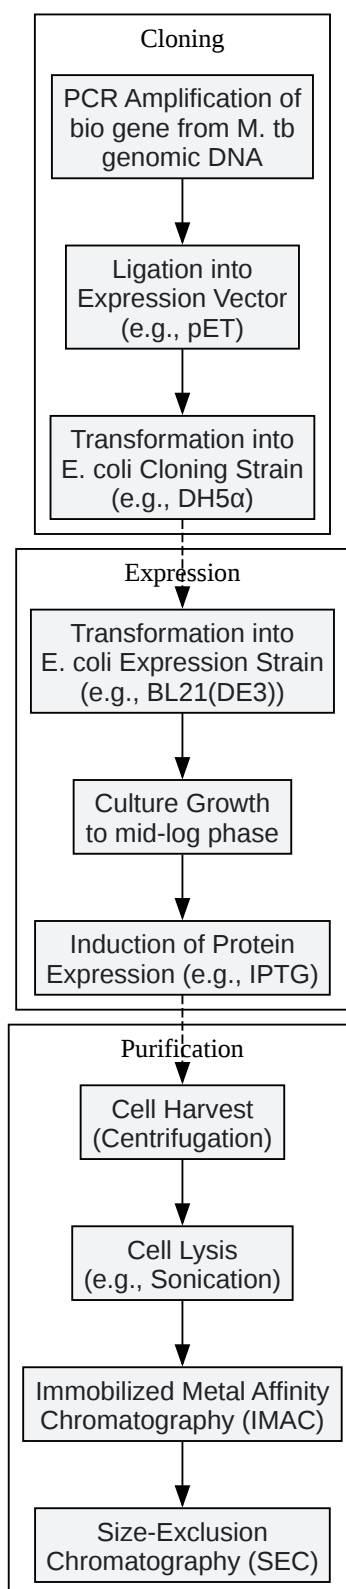 Cloning
PCR Amplification of
bio gene from M. tb
genomic DNA
Ligation into
Expression Vector
(e.g., pET)
Transformation into
E. coli Cloning Strain
(e.g., DH5α)
Expression
Transformation into
E. coli Expression Strain
(e.g., BL21(DE3))
Culture Growth
to mid-log phase
Induction of Protein
Expression (e.g., IPTG)
Purification
Cell Harvest
(Centrifugation)
Cell Lysis
(e.g., Sonication)
Immobilized Metal Affinity
Chromatography (IMAC)
Size-Exclusion
Chromatography (SEC)